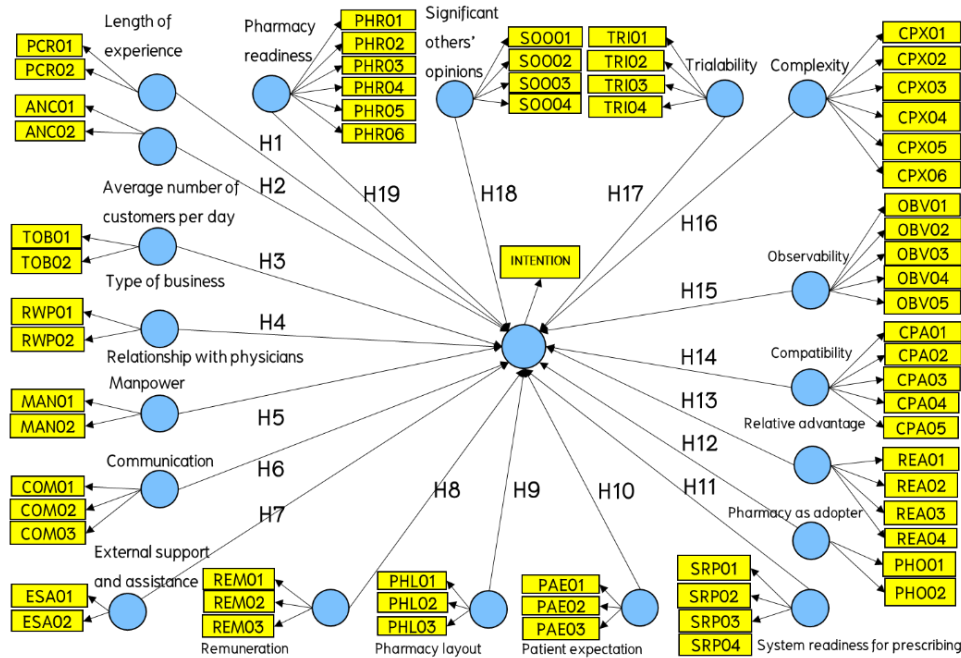 Length of
experience
PCR01
PCR02
ANC01
ANC02
Average number of
customers per day
Pharmacy
readiness
PHR01
PHR02
PHR03
PHR04
PHR05
PHR06
Significant
others'
opinions
SOO01
SOO02
SOO03
SOO04
TRI01
TRI02
TRI03
TRI04
Trialability
Complexity
CPX01
CPX02
CPX03
CPX04
CPX05
CPX06
H1
H2
H19
H18
H17
H16
TOB01
TOB02
Type of business
H3
INTENTION
Observability
OBV01
OBV02
OBV03
OBV04
OBV05
H15
RWP01
RWP02
Relationship with physicians
H4
H14
Compatibility
CPA01
CPA02
CPA03
CPA04
CPA05
Manpower
MAN01
MAN02
H5
H13
Relative advantage
REA01
REA02
REA03
REA04
Communication
COM01
COM02
COM03
H6
H12
Pharmacy as adopter
PHO01
PHO02
H7
H8
H9
H10
H11
External support
and assistance
ESA01
ESA02
REM01
REM02
REM03
Remuneration
PHL01
PHL02
PHL03
Pharmacy layout
PAE01
PAE02
PAE03
Patient expectation
SRP01
SRP02
SRP03
SRP04
System readiness for prescribing